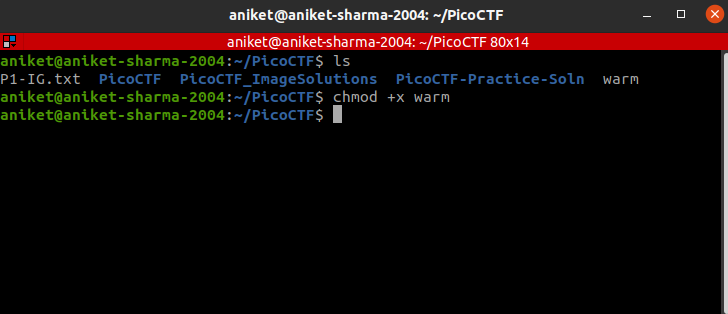 aniket@aniket-sharma-2004: ~/PicoCTF
aniket@aniket-sharma-2004: ~/PicoCTF 80x14
aniket@aniket-sharma-2004:~/PicoCTF$ ls
P1-IG.txt  PicoCTF  PicoCTF_ImageSolutions  PicoCTF-Practice-Soln  warm
aniket@aniket-sharma-2004:~/PicoCTF$ chmod +x warm
aniket@aniket-sharma-2004:~/PicoCTF$